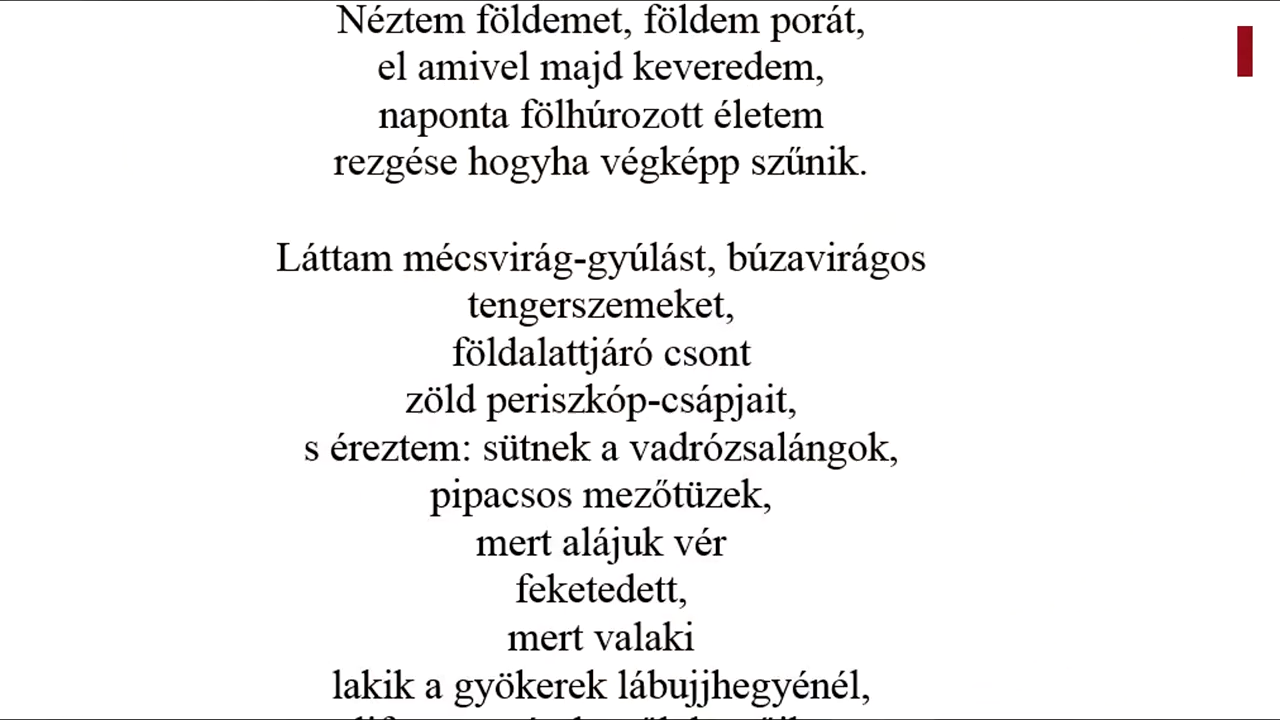 Néztem földemet, földem porát,
el amivel majd keveredem,
naponta fölhúrozott életem
rezgése hogyha végképp szűnik.
Láttam mécsvirág-gyúlást, búzavirágos
tengerszemeket,
földalattjáró csont
zöld periszkóp-csápjait,
s éreztem: sütnek a vadrózsalángok,
pipacsos mezőtüzek,
mert alájuk vér
feketedett,
mert valaki
lakik a gyökerek lábujjhegyénél,